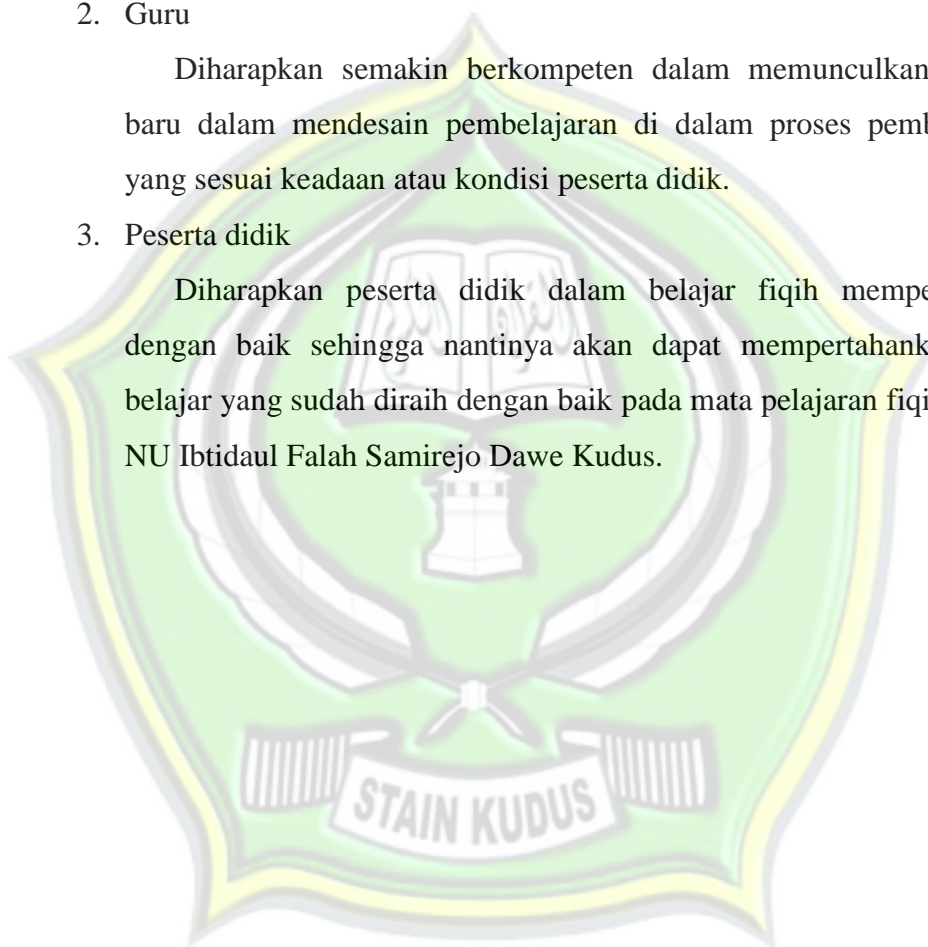 2. Guru
Diharapkan semakin berkompeten dalam memunculkan
baru dalam mendesain pembelajaran di dalam proses pemb
yang sesuai keadaan atau kondisi peserta didik.
3. Peserta didik
Diharapkan peserta didik dalam belajar fiqih mempe
dengan baik sehingga nantinya akan dapat mempertahank
belajar yang sudah diraih dengan baik pada mata pelajaran fiqi
NU Ibtidaul Falah Samirejo Dawe Kudus.
STAIN KUDUS